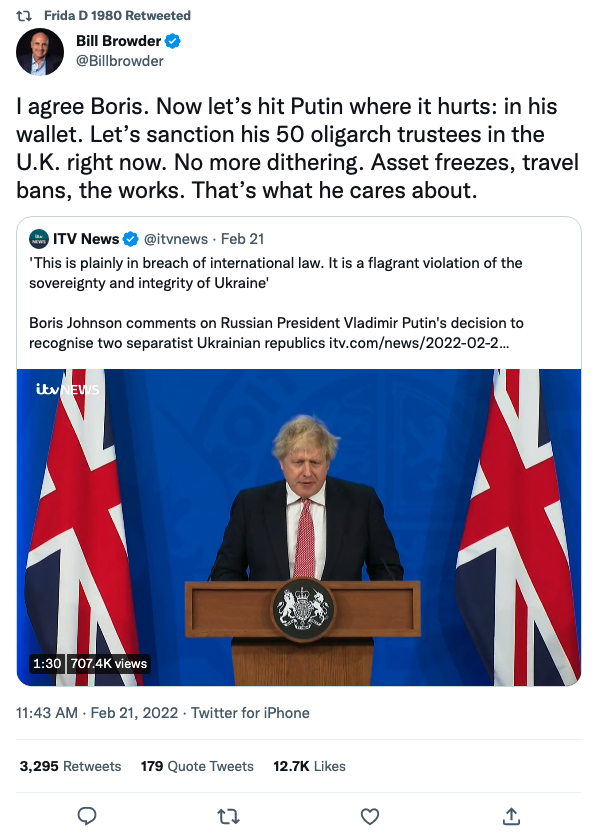 Frida D 1980 Retweeted
Bill Browder
@Billbrowder
I agree Boris. Now let’s hit Putin where it hurts: in his
wallet. Let’s sanction his 50 oligarch trustees in the
U.K. right now. No more dithering. Asset freezes, travel
bans, the works. That’s what he cares about.
ITV News @itvnews · Feb 21
'This is plainly in breach of international law. It is a flagrant violation of the
sovereignty and integrity of Ukraine'
Boris Johnson comments on Russian President Vladimir Putin's decision to
recognise two separatist Ukrainian republics itv.com/news/2022-02-2…
itv NEWS
1:30 707.4K views
11:43 AM · Feb 21, 2022 · Twitter for iPhone
3,295 Retweets 179 Quote Tweets 12.7K Likes